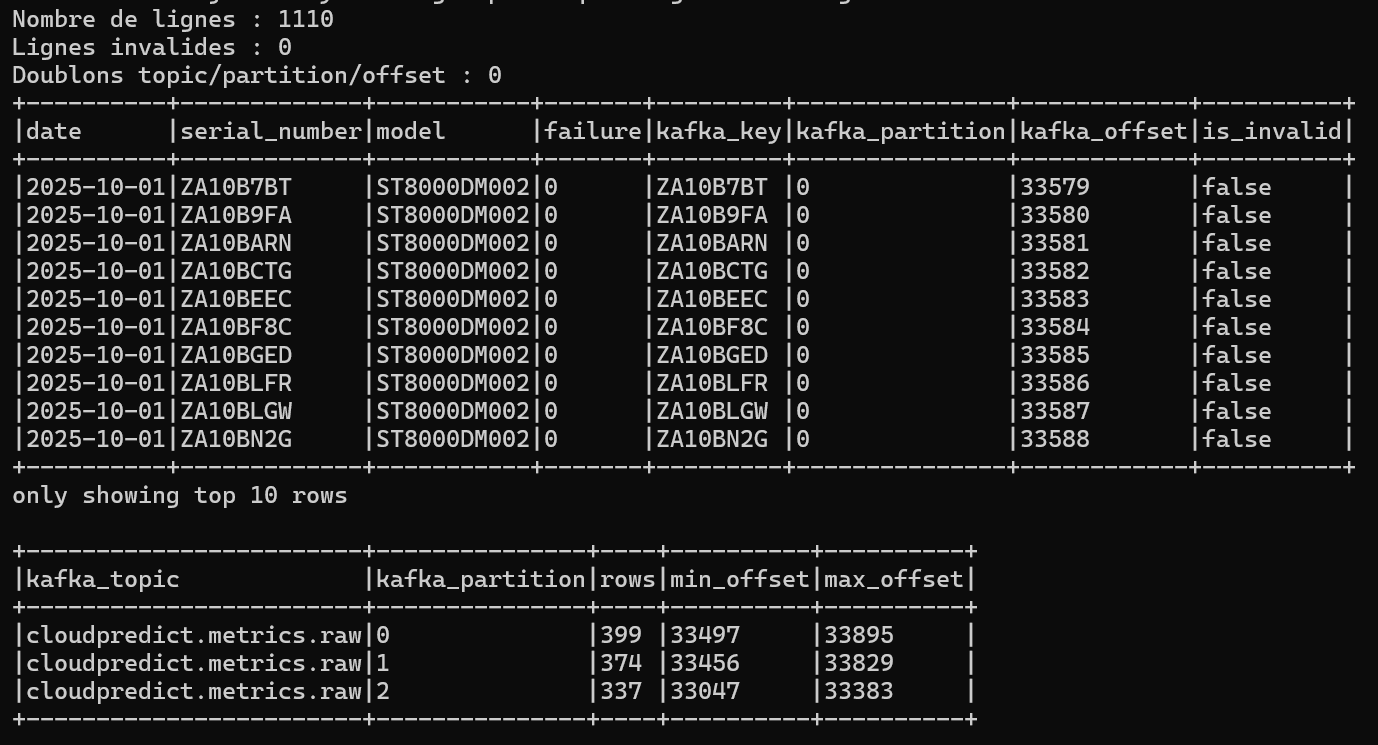 Nombre de lignes : 1110
Lignes invalides : 0
Doublons topic/partition/offset : 0
+----------+-------------+-----------+-------+---------+---------------+------------+----------+
|date      |serial_number|model      |failure|kafka_key|kafka_partition|kafka_offset|is_invalid|
+----------+-------------+-----------+-------+---------+---------------+------------+----------+
|2025-10-01|ZA10B7BT     |ST8000DM002|0      |ZA10B7BT |0              |33579       |false     |
|2025-10-01|ZA10B9FA     |ST8000DM002|0      |ZA10B9FA |0              |33580       |false     |
|2025-10-01|ZA10BARN     |ST8000DM002|0      |ZA10BARN |0              |33581       |false     |
|2025-10-01|ZA10BCTG     |ST8000DM002|0      |ZA10BCTG |0              |33582       |false     |
|2025-10-01|ZA10BEEC     |ST8000DM002|0      |ZA10BEEC |0              |33583       |false     |
|2025-10-01|ZA10BF8C     |ST8000DM002|0      |ZA10BF8C |0              |33584       |false     |
|2025-10-01|ZA10BGED     |ST8000DM002|0      |ZA10BGED |0              |33585       |false     |
|2025-10-01|ZA10BLFR     |ST8000DM002|0      |ZA10BLFR |0              |33586       |false     |
|2025-10-01|ZA10BLGW     |ST8000DM002|0      |ZA10BLGW |0              |33587       |false     |
|2025-10-01|ZA10BN2G     |ST8000DM002|0      |ZA10BN2G |0              |33588       |false     |
+----------+-------------+-----------+-------+---------+---------------+------------+----------+
only showing top 10 rows

+------------------------+---------------+----+----------+----------+
|kafka_topic             |kafka_partition|rows|min_offset|max_offset|
+------------------------+---------------+----+----------+----------+
|cloudpredict.metrics.raw|0              |399 |33497     |33895     |
|cloudpredict.metrics.raw|1              |374 |33456     |33829     |
|cloudpredict.metrics.raw|2              |337 |33047     |33383     |
+------------------------+---------------+----+----------+----------+